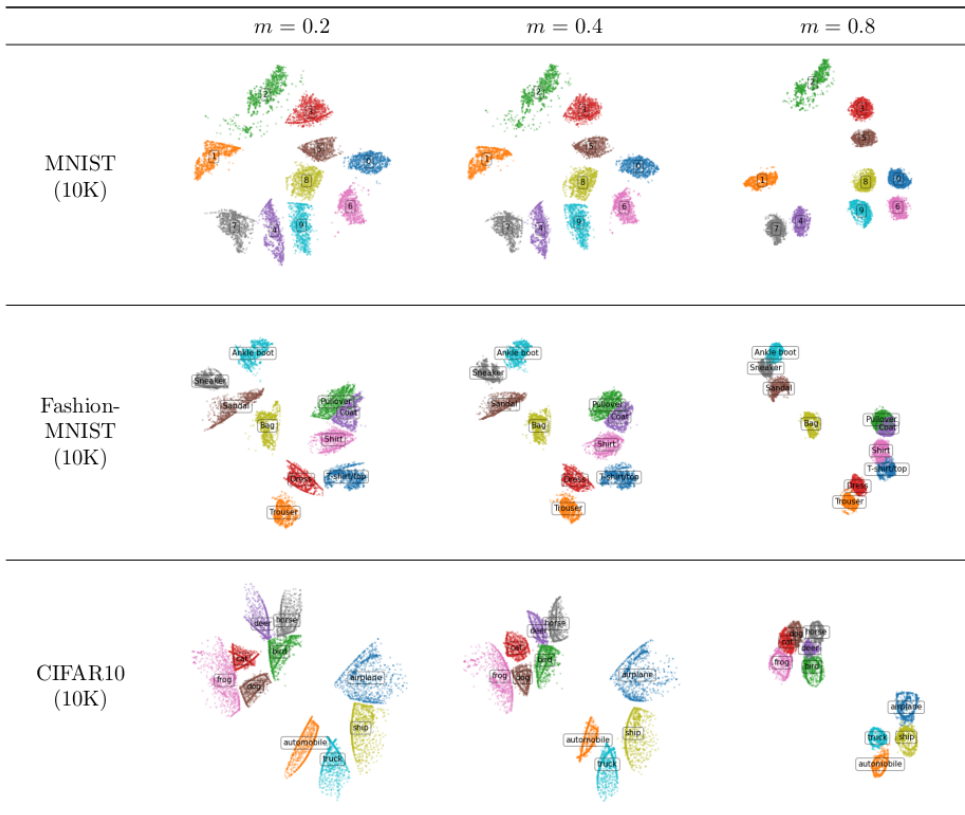 m = 0.2
m = 0.4
m = 0.8
MNIST
(10K)
2
1
5
8
6
7
4
9
2
1
5
8
6
7
4
9
2
3
5
1
8
0
9
6
4
7
Fashion-
MNIST
(10K)
Ankle boot
Sneaker
Sandal
Pullover
Coat
Bag
Shirt
Dress
T-shirt/top
Trouser
Ankle boot
Sneaker
Sandal
Pullover
Coat
Bag
Shirt
Dress
T-shirt/top
Trouser
Ankle boot
Sneaker
Sandal
Bag
Pullover
Coat
Shirt
T-shirt/top
Dress
Trouser
CIFAR10
(10K)
deer
horse
bird
cat
frog
dog
airplane
ship
automobile
truck
horse
deer
cat
bird
frog
dog
airplane
ship
automobile
truck
dog
horse
cat
deer
frog
bird
airplane
truck
ship
automobile